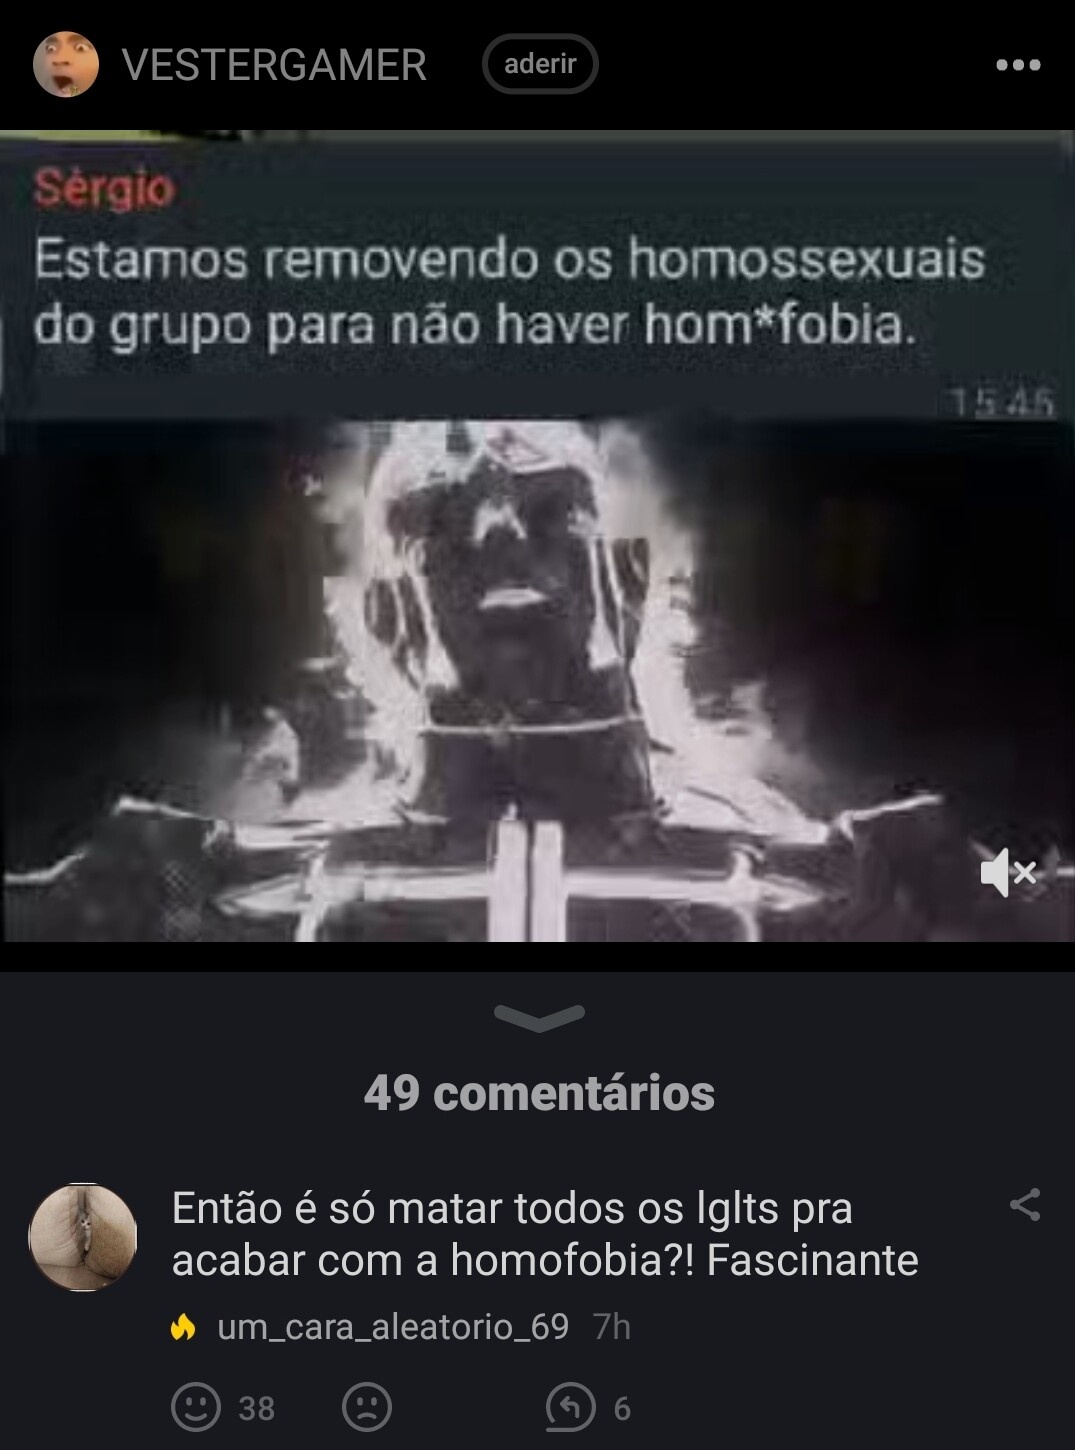 VESTERGAMER aderir
Sérgio
Estamos removendo os homossexuais
do grupo para não haver hom*fobia.
15:45
49 comentários
Então é só matar todos os lglts pra
acabar com a homofobia?! Fascinante
um_cara_aleatorio_69 7h
38 6